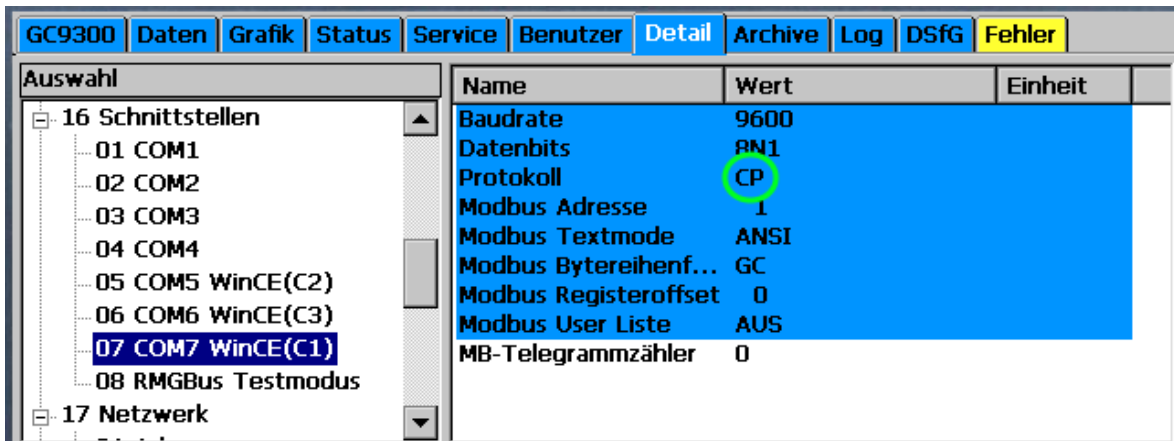 GC9300 Daten Grafik Status Service Benutzer Detail Archive Log DSfG Fehler
Auswahl
16 Schnittstellen
01 COM1
02 COM2
03 COM3
04 COM4
05 COM5 WinCE(C2)
06 COM6 WinCE(C3)
07 COM7 WinCE(C1)
08 RMGBus Testmodus
17 Netzwerk
Name Wert Einheit
Baudrate 9600
Datenbits 8N1
Protokoll CP
Modbus Adresse 1
Modbus Textmode ANSI
Modbus Bytereihenf... GC
Modbus Registeroffset 0
Modbus User Liste AUS
MB-Telegrammzähler 0